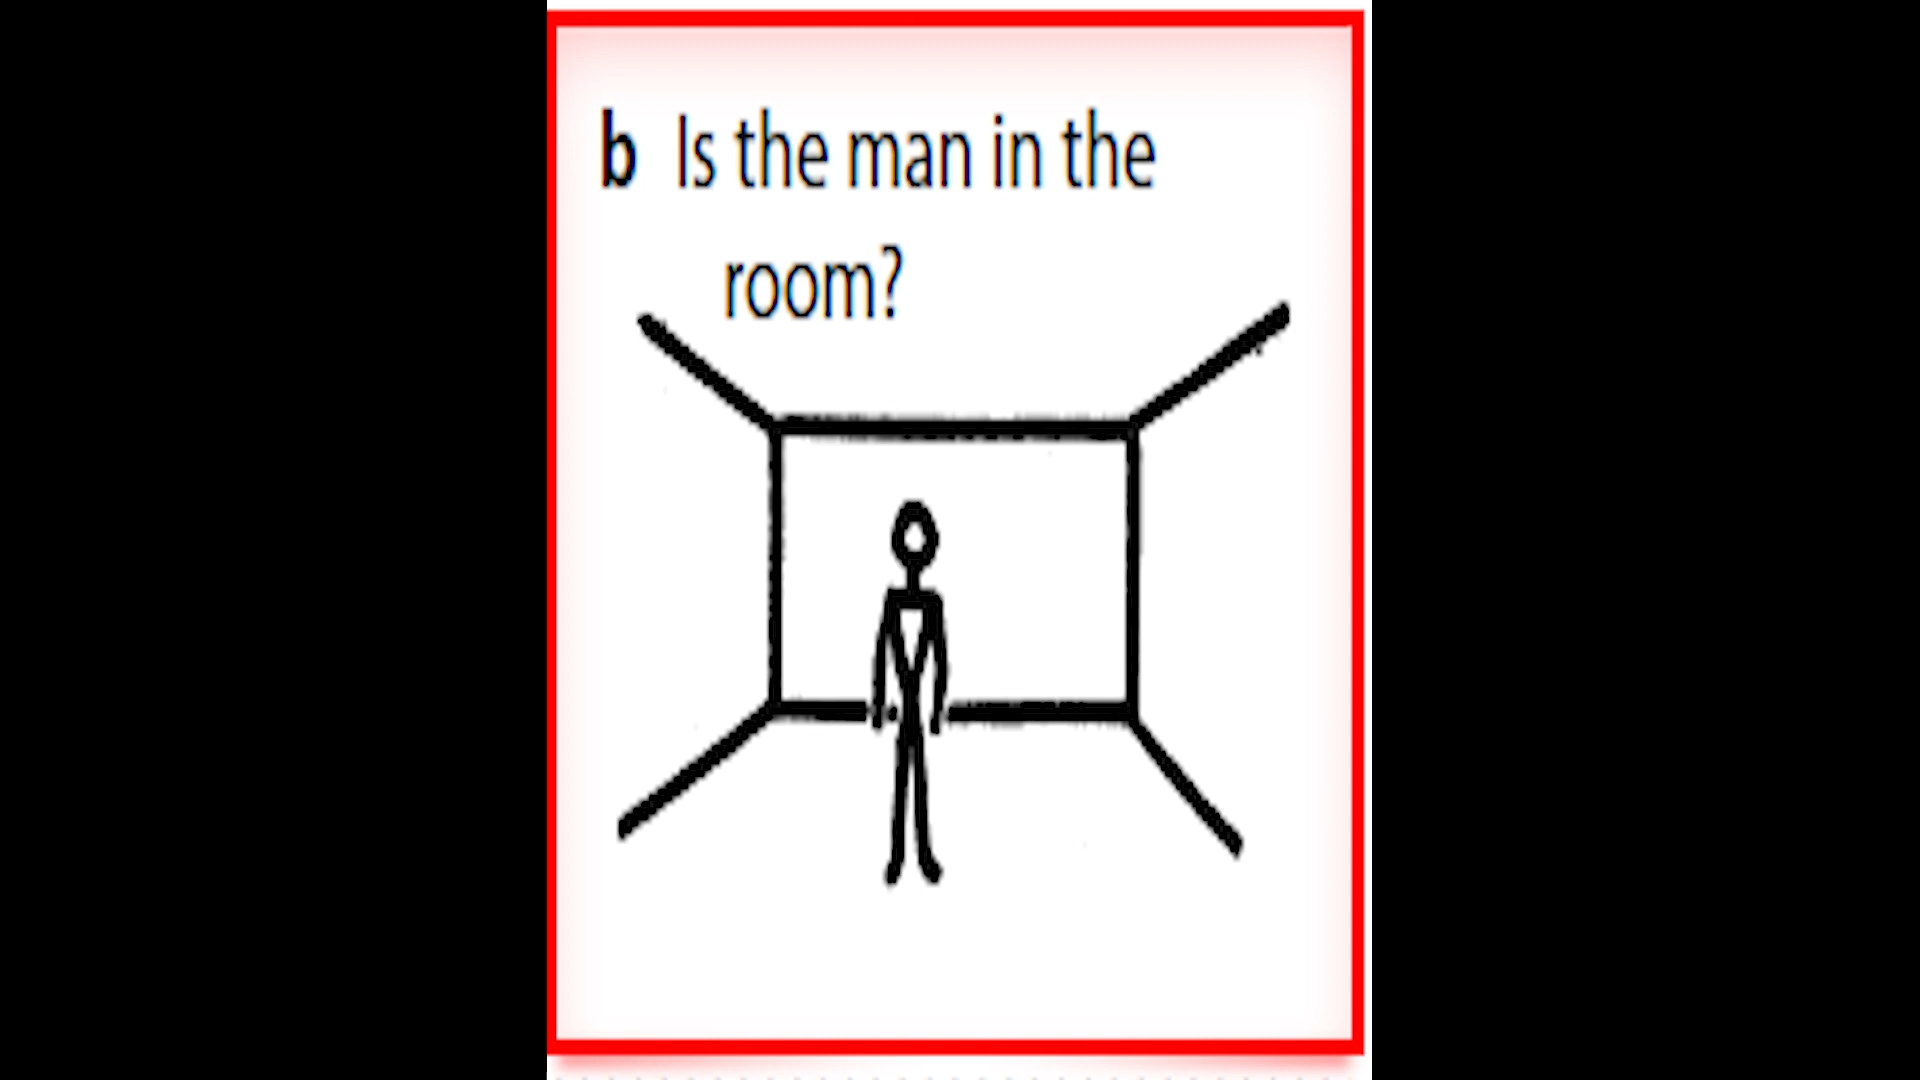 b Is the man in the
room?